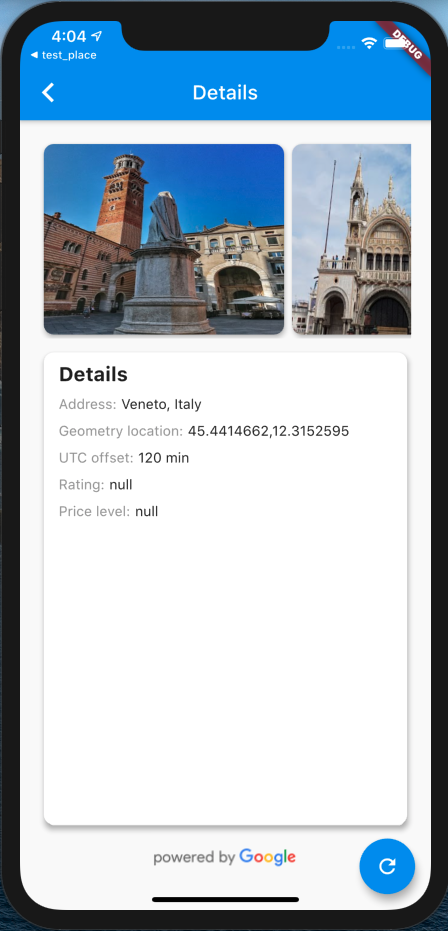 4:04
DEBUG
◀ test_place
Details
Details
Address: Veneto, Italy
Geometry location: 45.4414662,12.3152595
UTC offset: 120 min
Rating: null
Price level: null
powered by Google